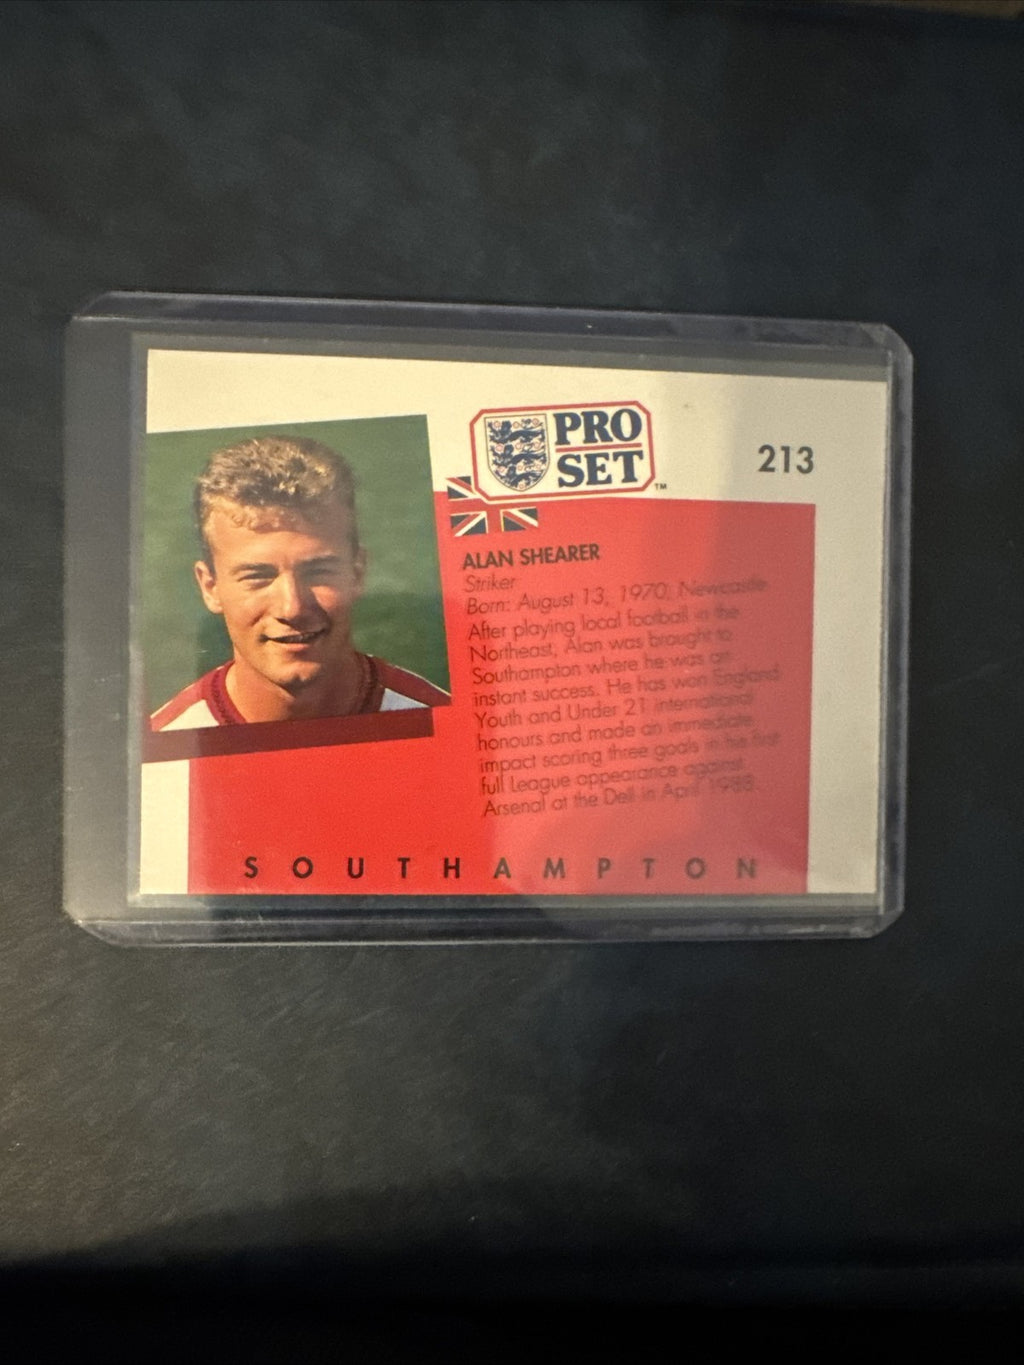 PRO
SET
TM
213
ALAN SHEARER
Striker
Born: August 13, 1970, Newcastle
After playing local football in the
Northeast, Alan was brought to
Southampton where he was an
instant success. He has won England
Youth and Under 21 international
honours and made an immediate
impact scoring three goals in his first
full League appearance against
Arsenal at the Dell in April 1988.
SOUTHAMPTON